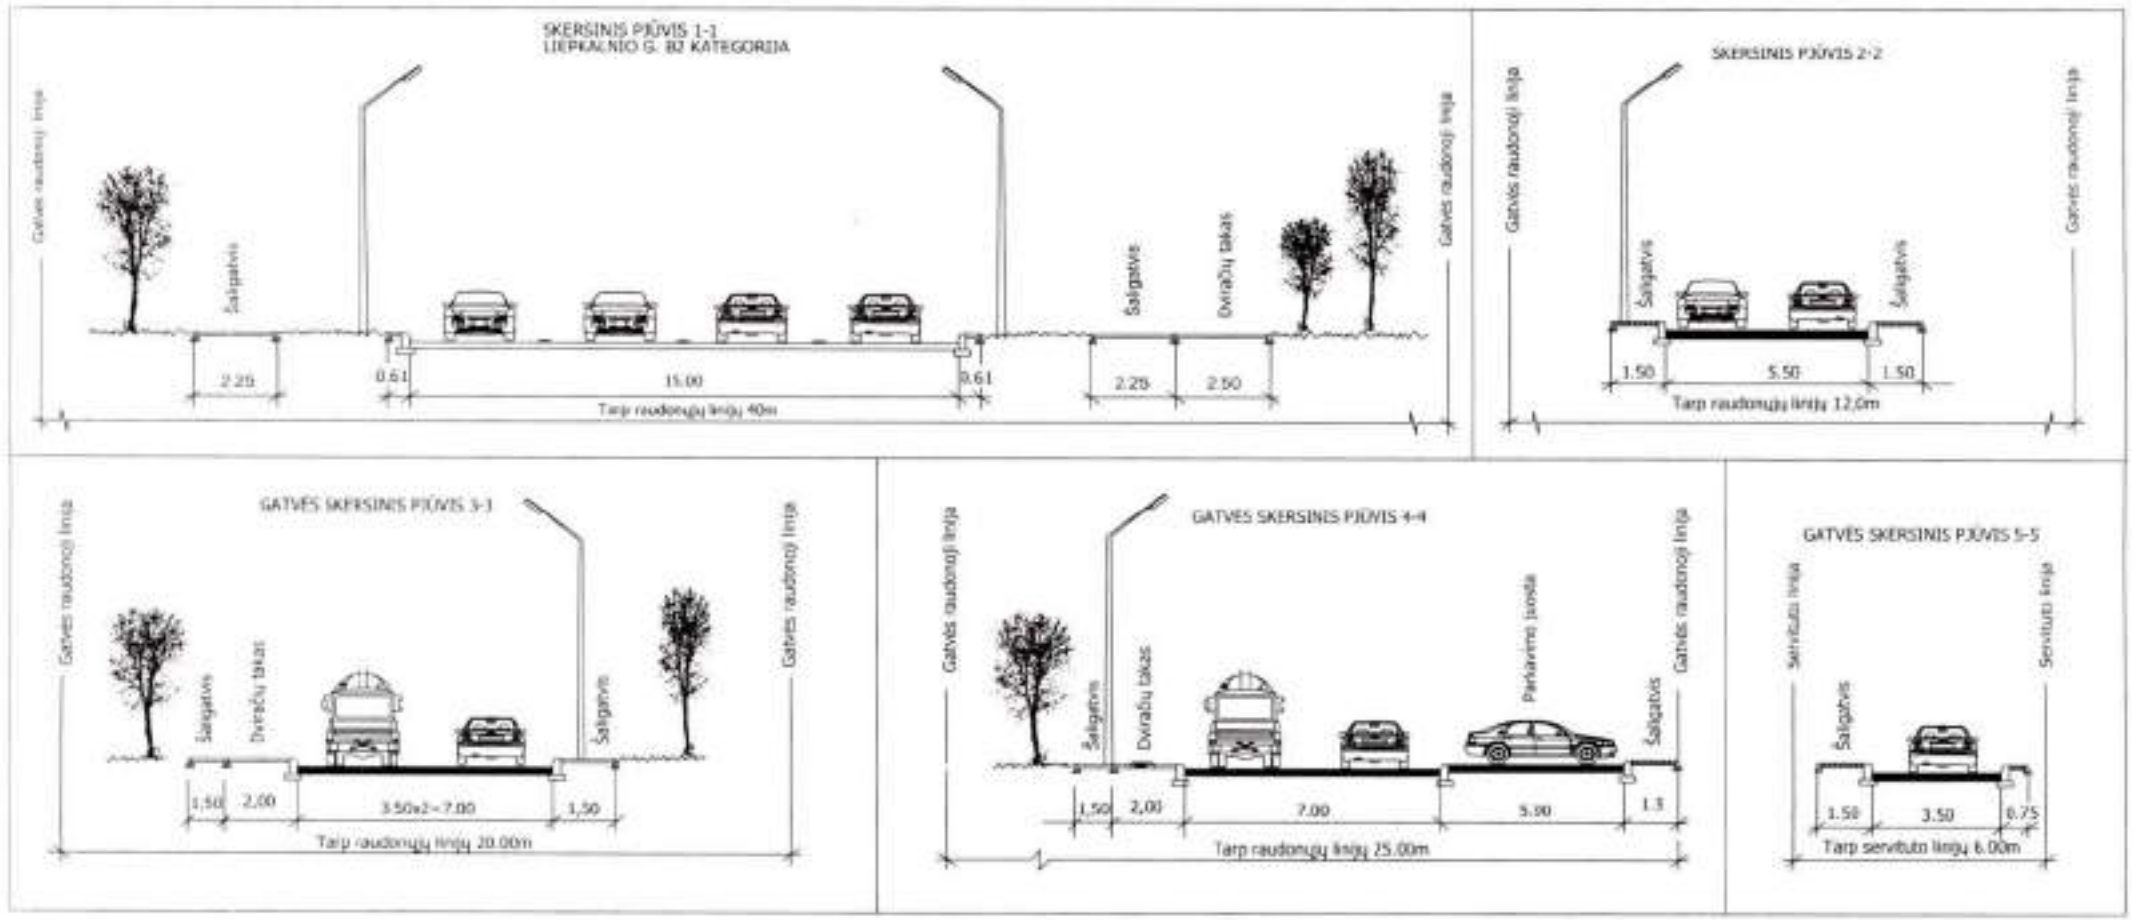 SKERSINIS PJŪVIS 1-1
LIEPKALNIO G. B2 KATEGORIJA
Gatvės raudonoji linija
Šaligatvis
Šaligatvis
Dviračių takas
Gatvės raudonoji linija
2.25
0.61
15.00
0.61
2.25
2.50
Tarp raudonųjų linijų 40m
SKERSINIS PJŪVIS 2-2
Gatvės raudonoji linija
Šaligatvis
Šaligatvis
Gatvės raudonoji linija
1.50
5.50
1.50
Tarp raudonųjų linijų 12,0m
GATVĖS SKERSINIS PJŪVIS 3-3
Gatvės raudonoji linija
Šaligatvis
Dviračių takas
Šaligatvis
Gatvės raudonoji linija
1,50
2,00
3.50x2=7.00
1,50
Tarp raudonųjų linijų 20.00m
GATVĖS SKERSINIS PJŪVIS 4-4
Gatvės raudonoji linija
Šaligatvis
Dviračių takas
Parkavimo juosta
Šaligatvis
Gatvės raudonoji linija
1,50
2,00
7.00
5.90
1.5
Tarp raudonųjų linijų 25.00m
GATVĖS SKERSINIS PJŪVIS 5-5
Servituto linija
Šaligatvis
Servituto linija
1.50
3.50
0.75
Tarp servituto linijų 6.00m